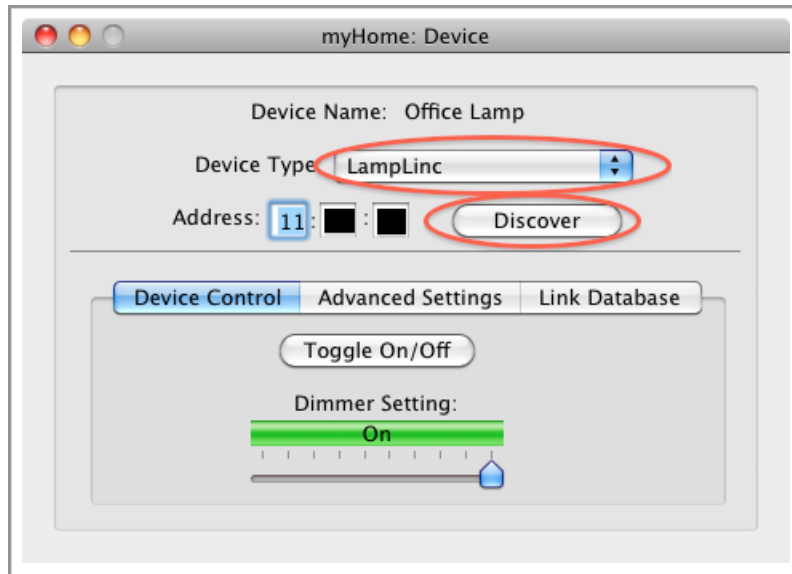 myHome: Device
Device Name: Office Lamp
Device Type LampLinc
Address: 11 : : Discover
Device Control Advanced Settings Link Database
Toggle On/Off
Dimmer Setting:
On